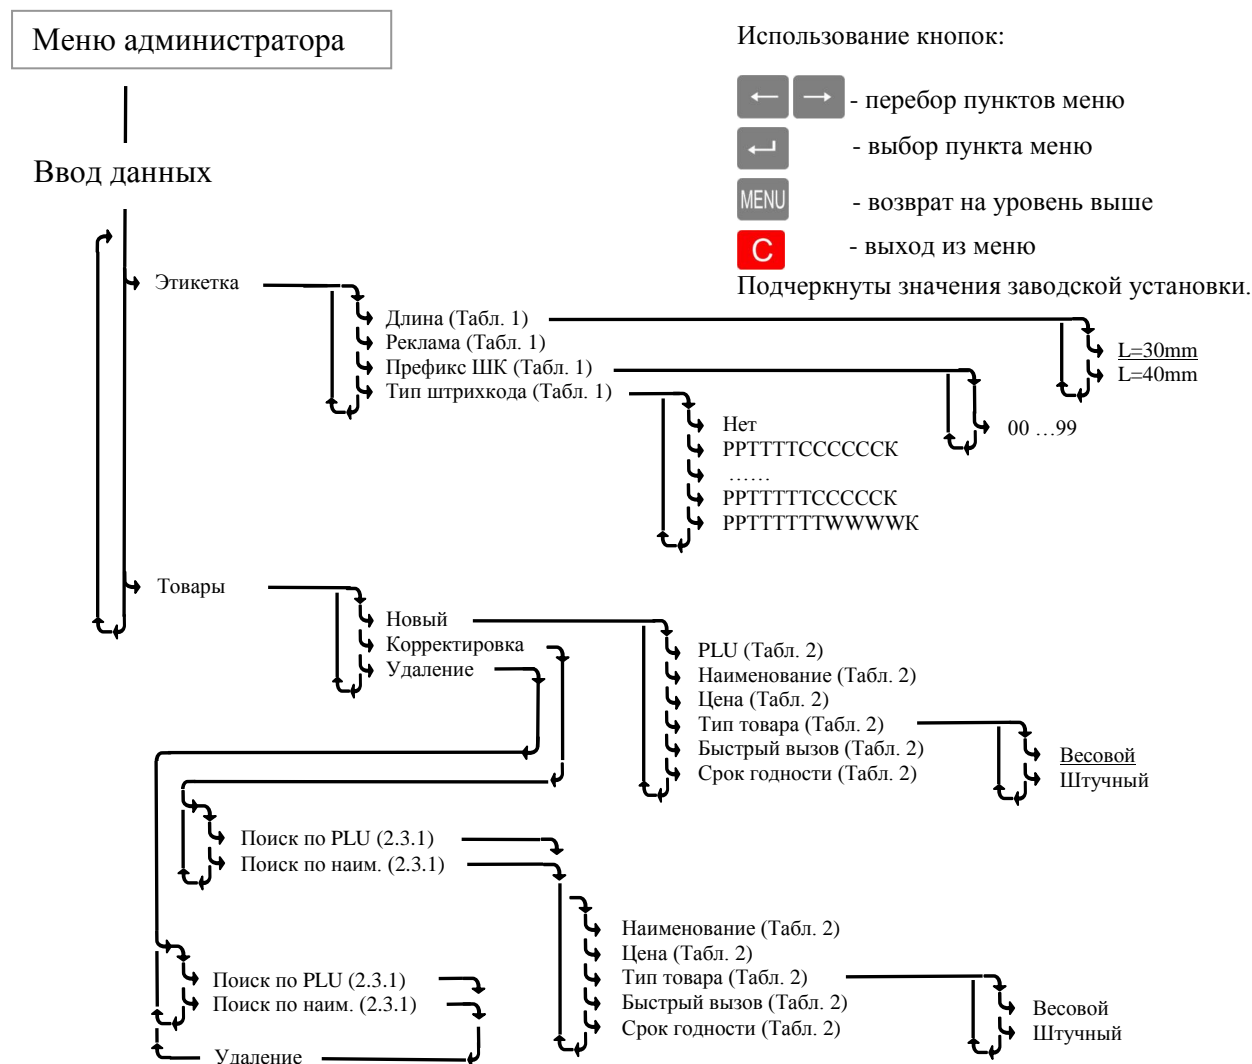 Меню администратора
Использование кнопок:
← → - перебор пунктов меню
- выбор пункта меню
Ввод данных
MENU - возврат на уровень выше
C - выход из меню
Подчеркнуты значения заводской установки.
Этикетка
Длина (Табл. 1)
Реклама (Табл. 1)
Префикс ШК (Табл. 1)
Тип штрихкода (Табл. 1)
L=30mm
L=40mm
00 …99
Нет
PPTTTTCCCCCCK
……
PPTTTTTCCCCCK
PPTTTTTTWWWWK
Товары
Новый
Корректировка
Удаление
PLU (Табл. 2)
Наименование (Табл. 2)
Цена (Табл. 2)
Тип товара (Табл. 2)
Быстрый вызов (Табл. 2)
Срок годности (Табл. 2)
Весовой
Штучный
Поиск по PLU (2.3.1)
Поиск по наим. (2.3.1)
Наименование (Табл. 2)
Цена (Табл. 2)
Тип товара (Табл. 2)
Быстрый вызов (Табл. 2)
Срок годности (Табл. 2)
Весовой
Штучный
Поиск по PLU (2.3.1)
Поиск по наим. (2.3.1)
Удаление